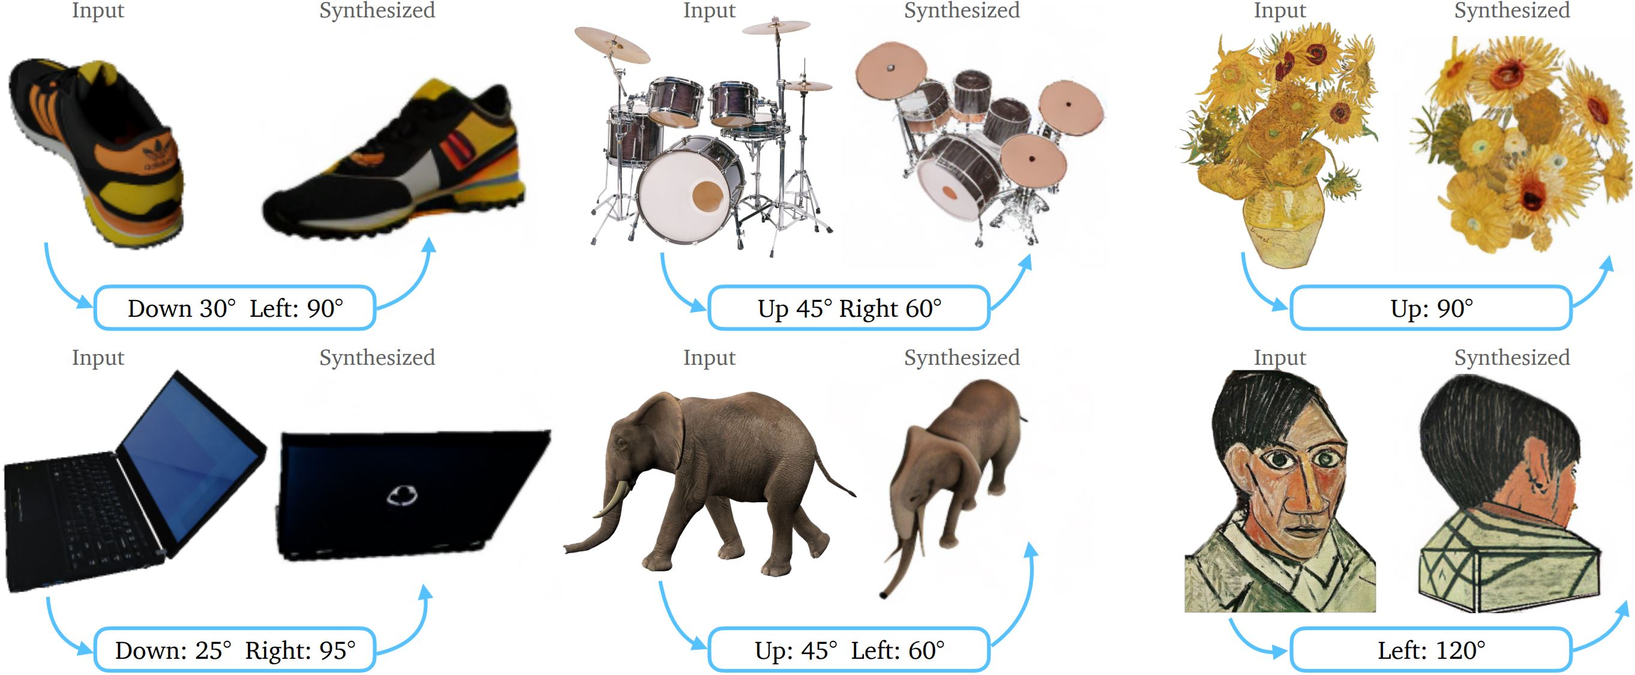 Input Synthesized Input Synthesized Input Synthesized
adidas
Down 30° Left: 90° Up 45° Right 60° Up: 90°
Input Synthesized Input Synthesized Input Synthesized
Down: 25° Right: 95° Up: 45° Left: 60° Left: 120°